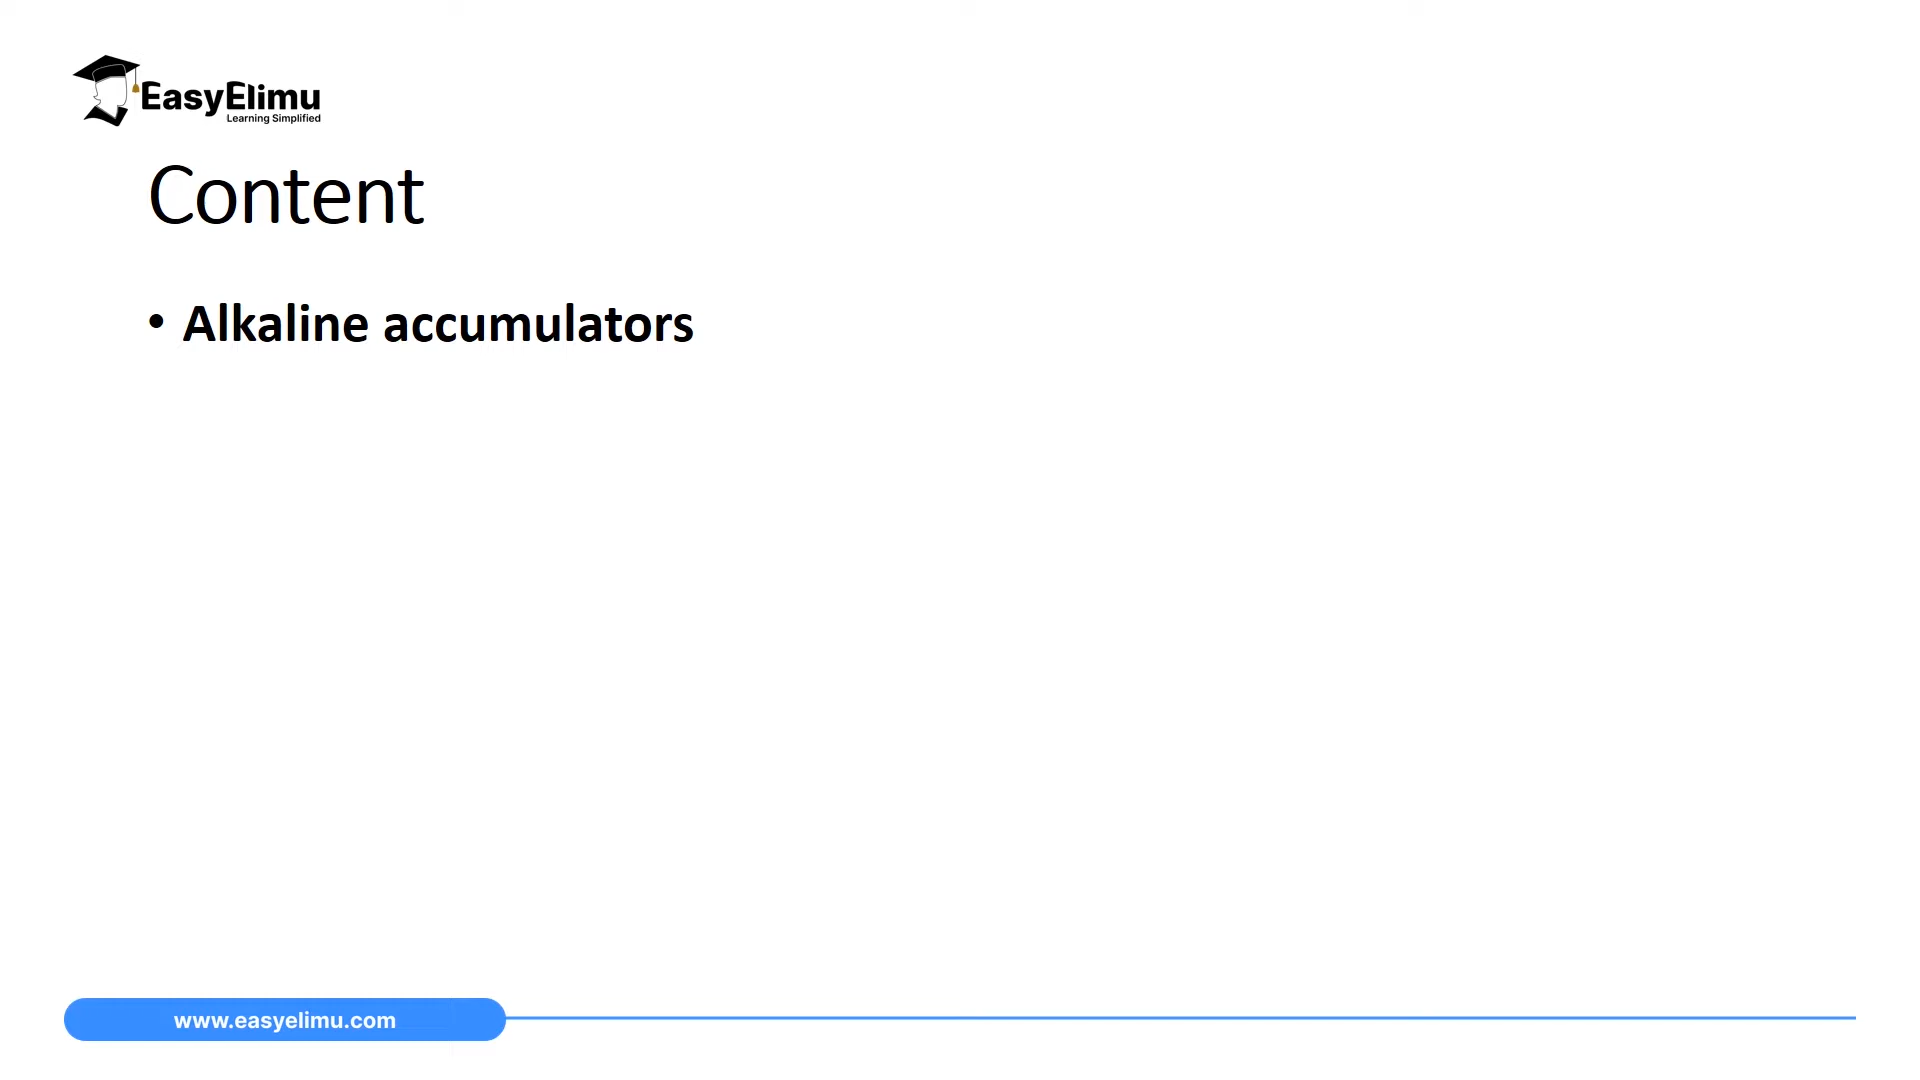 EasyElimu
Learning Simplified
Content
• Alkaline accumulators
www.easyelimu.com